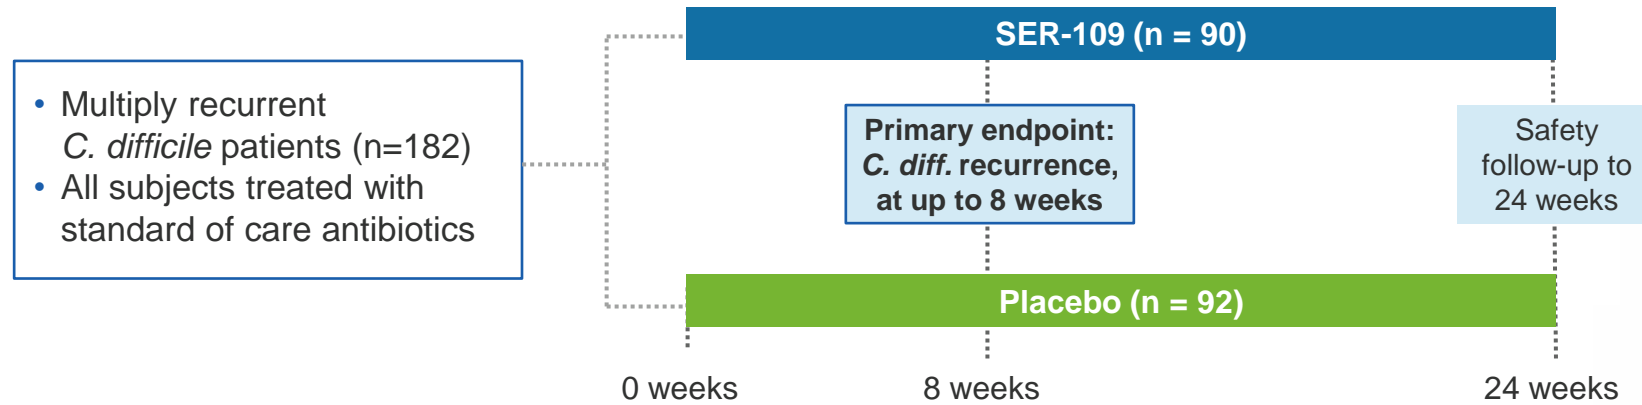 • Multiply recurrent
C. difficile patients (n=182)
• All subjects treated with
standard of care antibiotics
SER-109 (n = 90)
Primary endpoint:
C. diff. recurrence,
at up to 8 weeks
Safety
follow-up to
24 weeks
Placebo (n = 92)
0 weeks
8 weeks
24 weeks